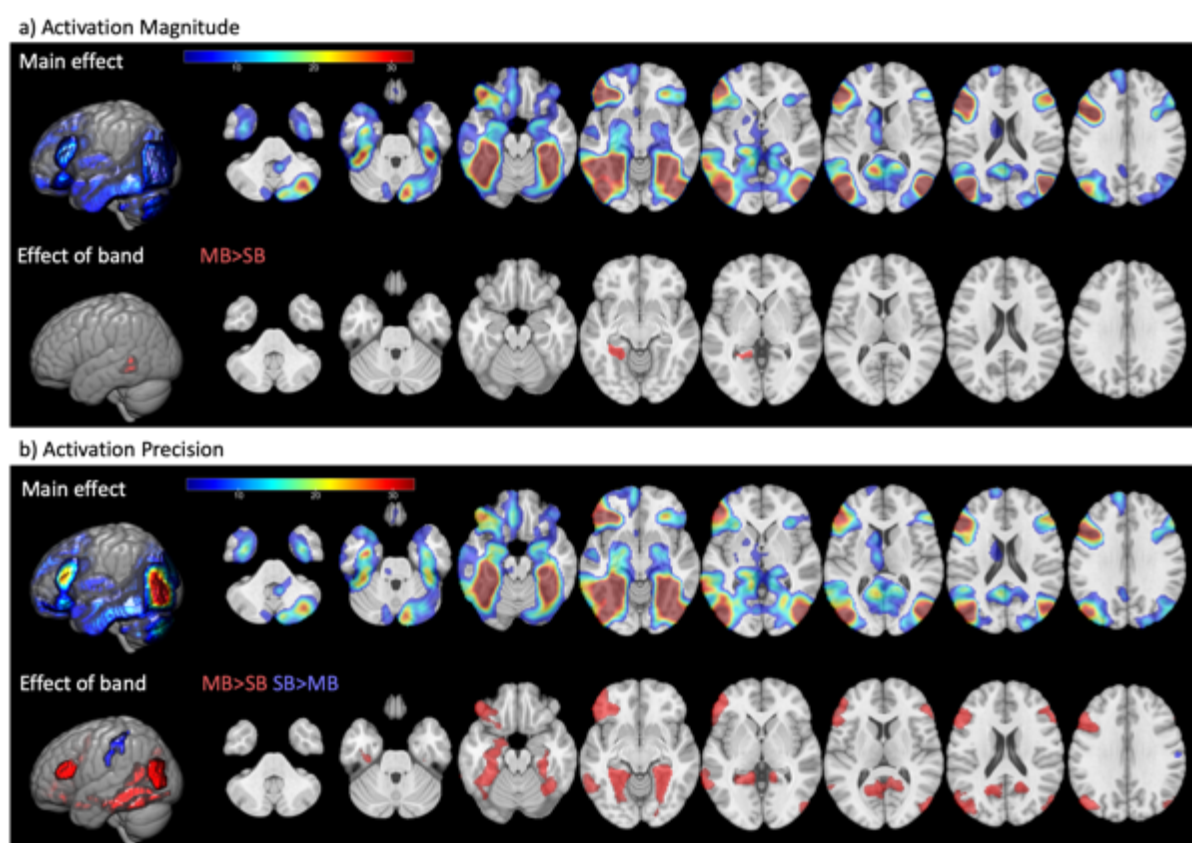 a) Activation Magnitude
Main effect
10 20 30
Effect of band MB>SB
b) Activation Precision
Main effect
10 20 30
Effect of band MB>SB SB>MB